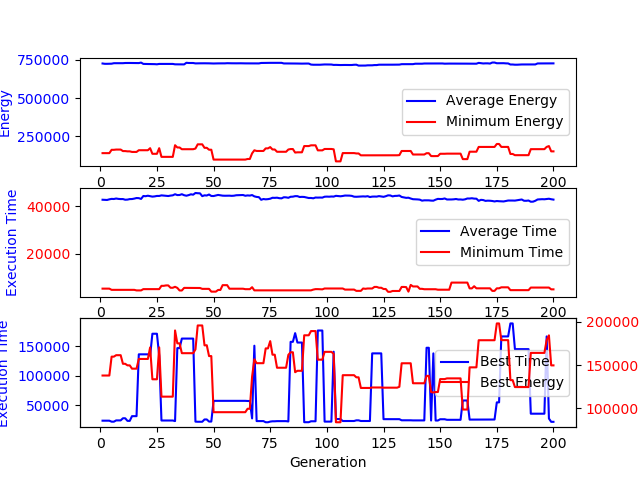 750000
500000
250000
Energy
Average Energy
Minimum Energy
0 25 50 75 100 125 150 175 200
40000
20000
Execution Time
Average Time
Minimum Time
0 25 50 75 100 125 150 175 200
150000
100000
50000
Execution Time
Best Time
Best Energy
200000
150000
100000
0 25 50 75 100 125 150 175 200
Generation